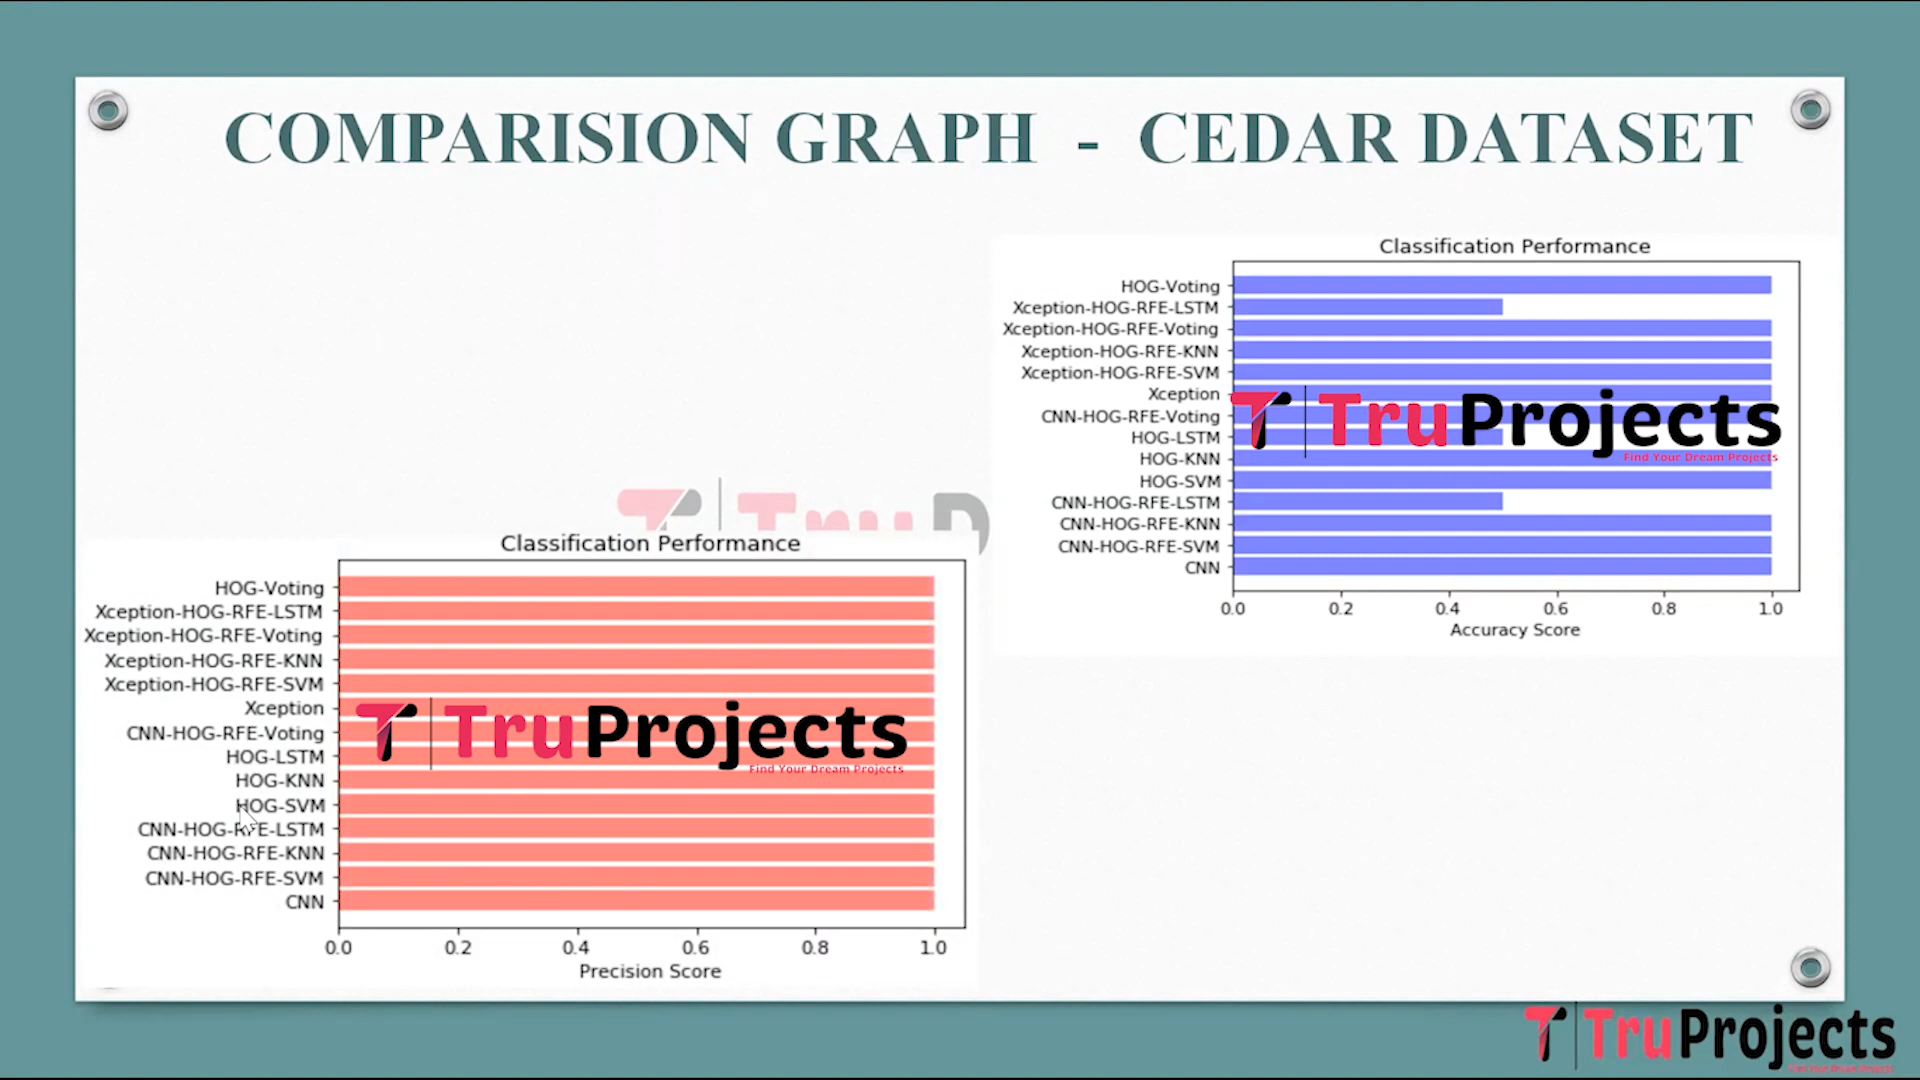 COMPARISION GRAPH - CEDAR DATASET
Classification Performance
HOG-Voting
Xception-HOG-RFE-LSTM
Xception-HOG-RFE-Voting
Xception-HOG-RFE-KNN
Xception-HOG-RFE-SVM
Xception
CNN-HOG-RFE-Voting
HOG-LSTM
HOG-KNN
HOG-SVM
CNN-HOG-RFE-LSTM
CNN-HOG-RFE-KNN
CNN-HOG-RFE-SVM
CNN
0.0 0.2 0.4 0.6 0.8 1.0
Accuracy Score
TruProjects
Find Your Dream Projects
Classification Performance
HOG-Voting
Xception-HOG-RFE-LSTM
Xception-HOG-RFE-Voting
Xception-HOG-RFE-KNN
Xception-HOG-RFE-SVM
Xception
CNN-HOG-RFE-Voting
HOG-LSTM
HOG-KNN
HOG-SVM
CNN-HOG-RFE-LSTM
CNN-HOG-RFE-KNN
CNN-HOG-RFE-SVM
CNN
0.0 0.2 0.4 0.6 0.8 1.0
Precision Score
TruProjects
Find Your Dream Projects
TruProjects
Find Your Dream Projects